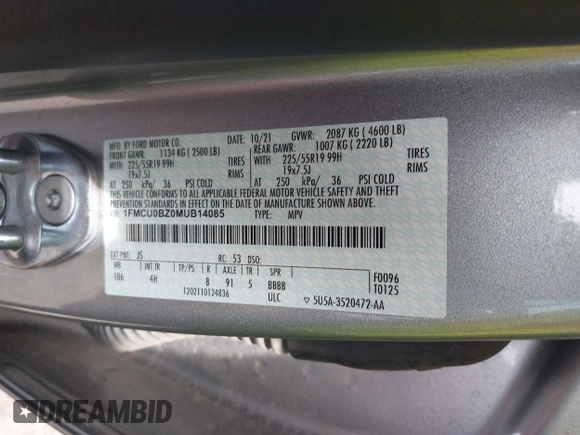 MFD. BY FORD MOTOR CO. 10/21 GVWR: 2087 KG ( 4600 LB)
FRONT GAWR: 1134 KG ( 2500 LB) REAR GAWR: 1007 KG ( 2220 LB)
WITH 225/55R19 99H TIRES WITH 225/55R19 99H TIRES
19x7.5J RIMS 19x7.5J RIMS
AT 250 kPa/ 36 PSI COLD AT 250 kPa/ 36 PSI COLD
THIS VEHICLE CONFORMS TO ALL APPLICABLE FEDERAL MOTOR VEHICLE SAFETY AND THEFT
PREVENTION STANDARDS IN EFFECT ON THE DATE OF MANUFACTURE SHOWN ABOVE.
VIN: 1FMCU0BZ0MUB14085 TYPE: MPV
EXT PNT: JS RC: 53 DSO:
WB INT TR TP/PS R AXLE TR SPR F0096
106 4H 8 91 5 BBBB T0125
1202110124836 ULC ▽ 5U5A-3520472-AA
DREAMBID